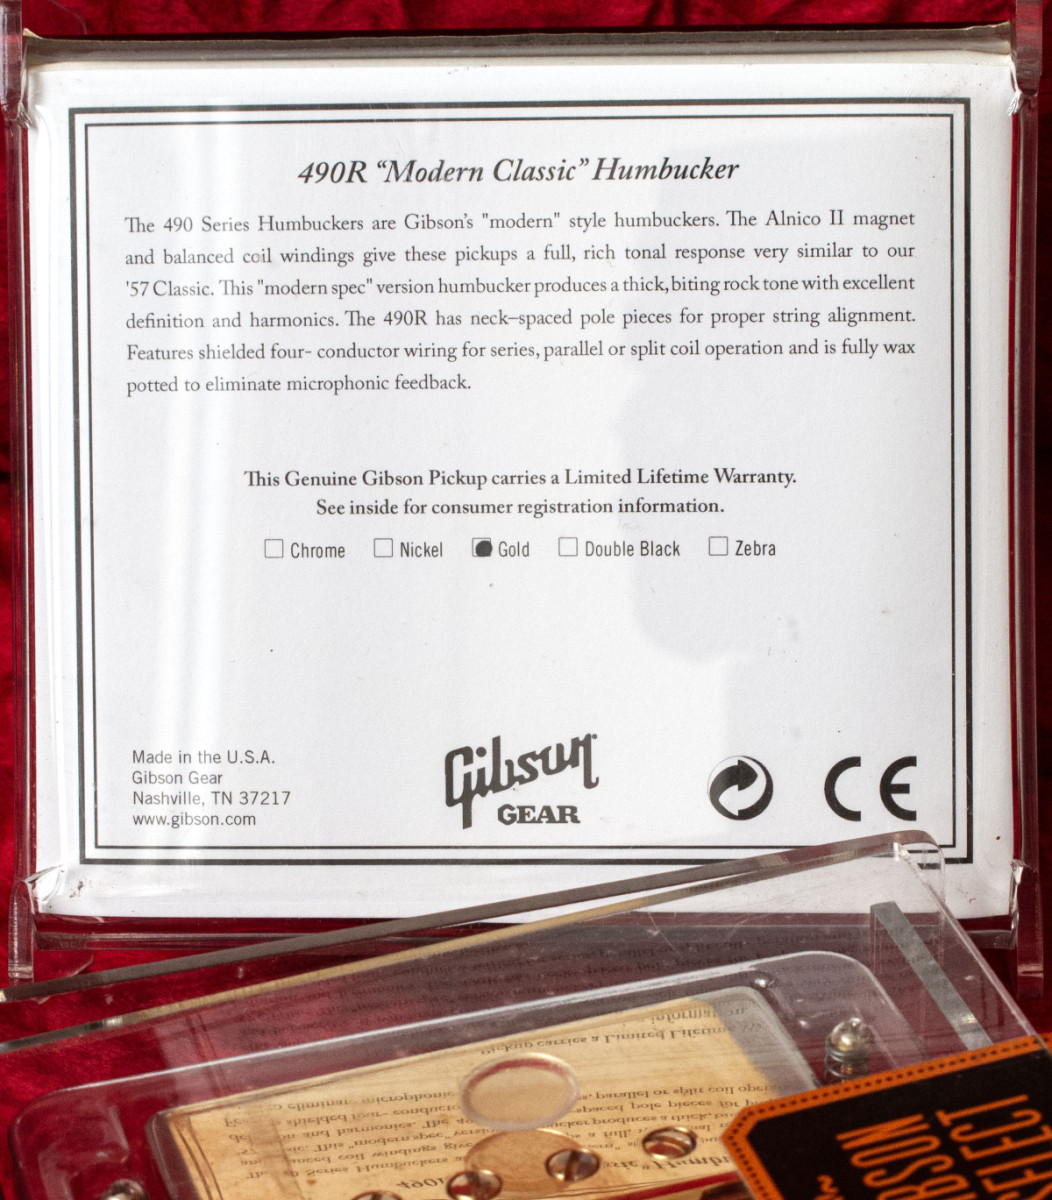 490R “Modern Classic” Humbucker
The 490 Series Humbuckers are Gibson's "modern" style humbuckers. The Alnico II magnet
and balanced coil windings give these pickups a full, rich tonal response very similar to our
'57 Classic. This "modern spec" version humbucker produces a thick, biting rock tone with excellent
definition and harmonics. The 490R has neck–spaced pole pieces for proper string alignment.
Features shielded four- conductor wiring for series, parallel or split coil operation and is fully wax
potted to eliminate microphonic feedback.
This Genuine Gibson Pickup carries a Limited Lifetime Warranty.
See inside for consumer registration information.
Chrome Nickel Gold Double Black Zebra
Made in the U.S.A.
Gibson Gear
Nashville, TN 37217
www.gibson.com
Gibson
GEAR
CE